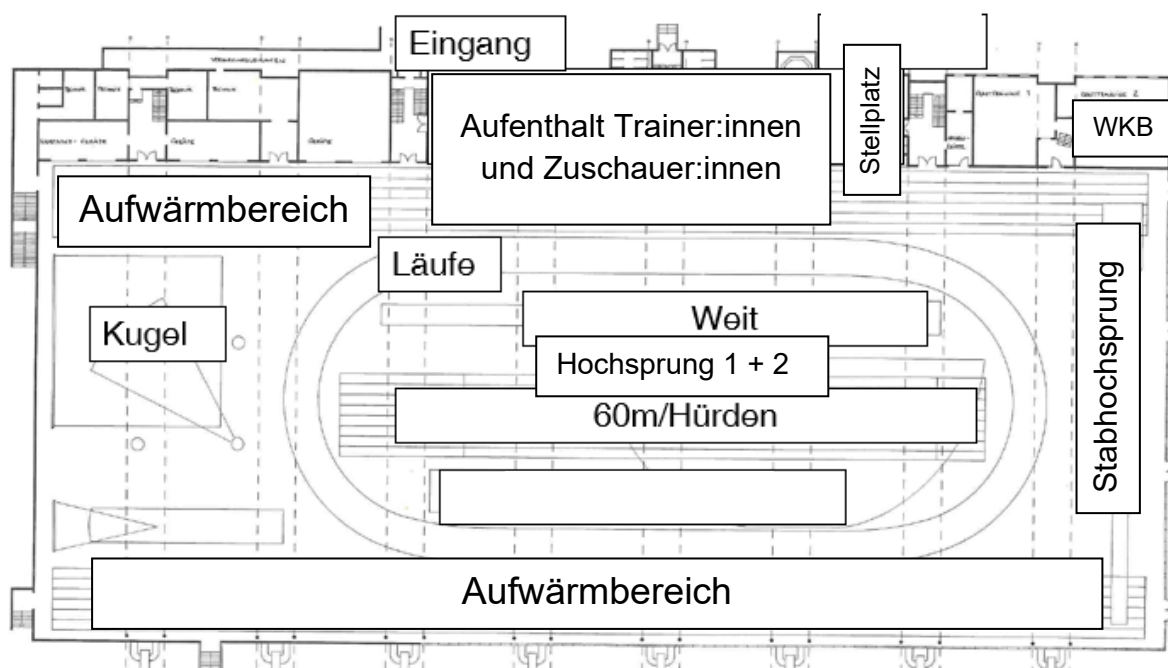 Eingang
Aufenthalt Trainer:innen
und Zuschauer:innen
Stellplatz
WKB
Aufwärmbereich
Läufe
Kugel
Weit
Hochsprung 1 + 2
60m/Hürden
Stabhochsprung
Aufwärmbereich